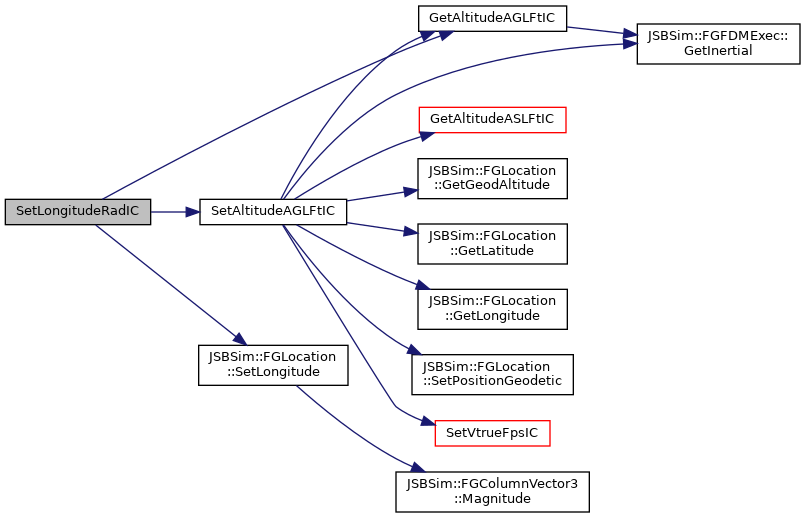 GetAltitudeAGLFtIC
JSBSim::FGFDMExec::
GetInertial
GetAltitudeASLFtIC
JSBSim::FGLocation
::GetGeodAltitude
SetLongitudeRadIC
SetAltitudeAGLFtIC
JSBSim::FGLocation
::GetLatitude
JSBSim::FGLocation
::GetLongitude
JSBSim::FGLocation
::SetLongitude
JSBSim::FGLocation
::SetPositionGeodetic
SetVtrueFpsIC
JSBSim::FGColumnVector3
::Magnitude